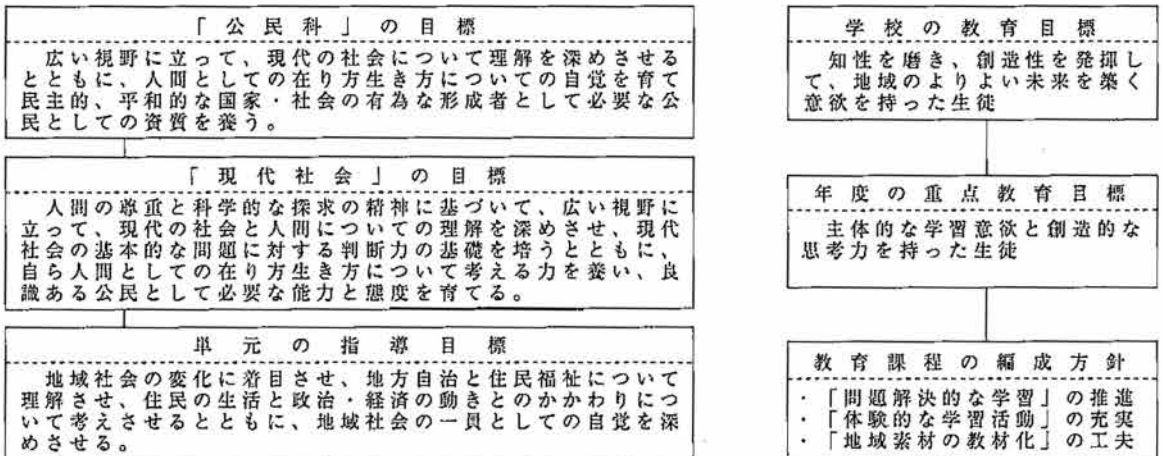 「公民科」の目標
広い視野に立って、現代の社会について理解を深めさせる
とともに、人間としての在り方生き方についての自覚を育て
民主的、平和的な国家・社会の有為な形成者として必要な公
民としての資質を養う。
「現代社会」の目標
人間の尊重と科学的な探求の精神に基づいて、広い視野に
立って、現代の社会と人間についての理解を深めさせ、現代
社会の基本的な問題に対する判断力の基礎を培うとともに、
自ら人間としての在り方生き方について考える力を養い、良
識ある公民として必要な能力と態度を育てる。
単元の指導目標
地域社会の変化に着目させ、地方自治と住民福祉について
理解させ、住民の生活と政治・経済の動きとのかかわりにつ
いて考えさせるとともに、地域社会の一員としての自覚を深
めさせる。
学校の教育目標
知性を磨き、創造性を発揮し
て、地域のよりよい未来を築く
意欲を持った生徒
年度の重点教育目標
主体的な学習意欲と創造的な
思考力を持った生徒
教育課程の編成方針
・「問題解決的な学習」の推進
・「体験的な学習活動」の充実
・「地域素材の教材化」の工夫